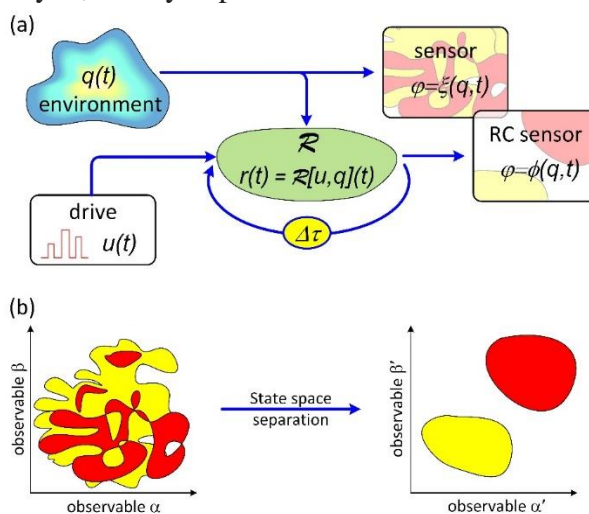 (a)
q(t)
environment
sensor
φ=ξ(q,t)
ℛ
r(t) = ℛ[u,q](t)
RC sensor
φ=ϕ(q,t)
drive
u(t)
Δτ
(b)
observable β
observable α
State space
separation
observable β'
observable α'